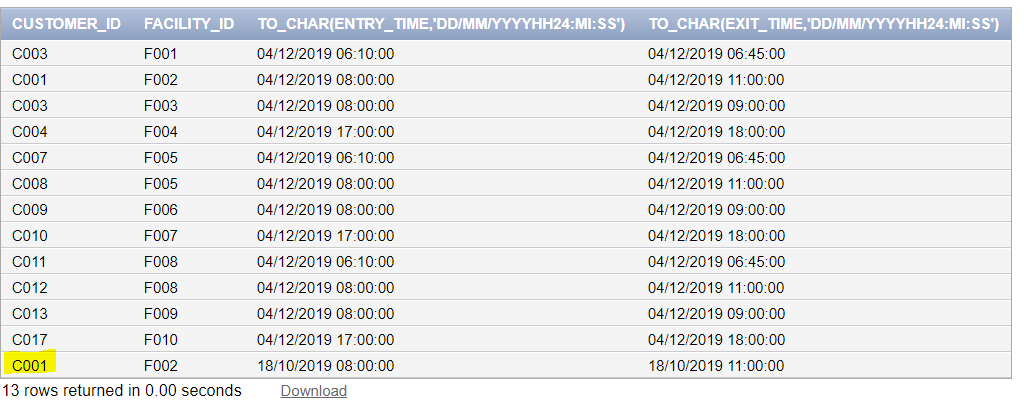 CUSTOMER_ID FACILITY_ID TO_CHAR(ENTRY_TIME,'DD/MM/YYYYHH24:MI:SS') TO_CHAR(EXIT_TIME,'DD/MM/YYYYHH24:MI:SS')
C003 F001 04/12/2019 06:10:00 04/12/2019 06:45:00
C001 F002 04/12/2019 08:00:00 04/12/2019 11:00:00
C003 F003 04/12/2019 08:00:00 04/12/2019 09:00:00
C004 F004 04/12/2019 17:00:00 04/12/2019 18:00:00
C007 F005 04/12/2019 06:10:00 04/12/2019 06:45:00
C008 F005 04/12/2019 08:00:00 04/12/2019 11:00:00
C009 F006 04/12/2019 08:00:00 04/12/2019 09:00:00
C010 F007 04/12/2019 17:00:00 04/12/2019 18:00:00
C011 F008 04/12/2019 06:10:00 04/12/2019 06:45:00
C012 F008 04/12/2019 08:00:00 04/12/2019 11:00:00
C013 F009 04/12/2019 08:00:00 04/12/2019 09:00:00
C017 F010 04/12/2019 17:00:00 04/12/2019 18:00:00
C001 F002 18/10/2019 08:00:00 18/10/2019 11:00:00
13 rows returned in 0.00 seconds Download